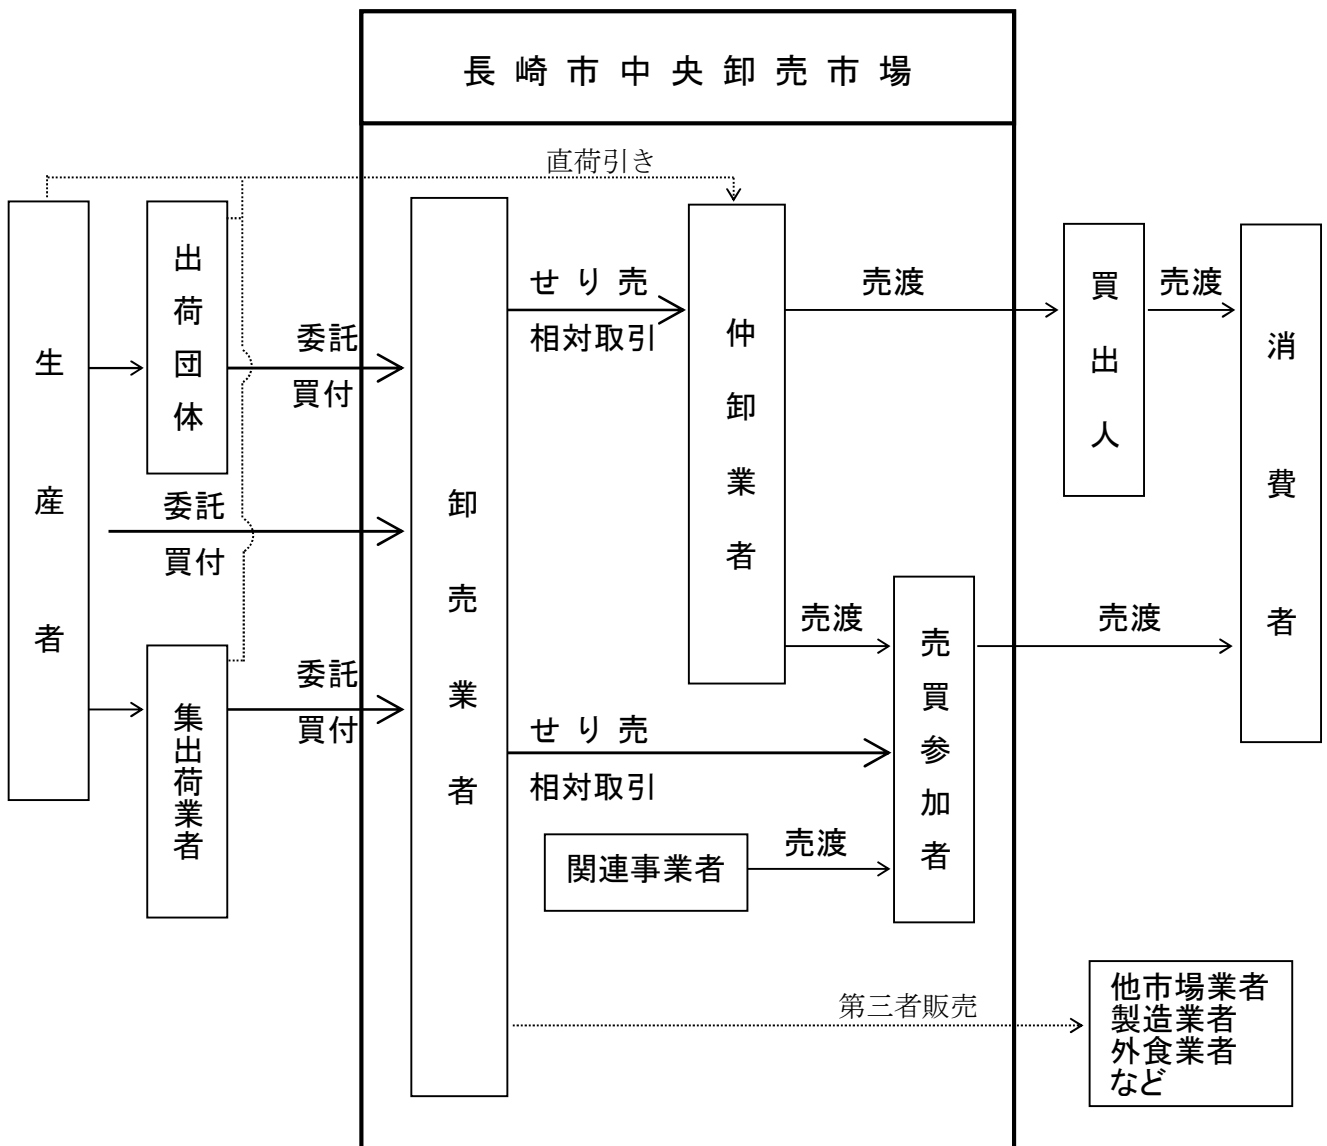 長崎市中央卸売市場
直荷引き
生産者
出荷団体
委託
買付
委託
買付
集出荷業者
委託
買付
卸売業者
せり売
相対取引
仲卸業者
売渡
買出人
売渡
消費者
売渡
売買参加者
売渡
せり売
相対取引
関連事業者
売渡
第三者販売
他市場業者
製造業者
外食業者
など